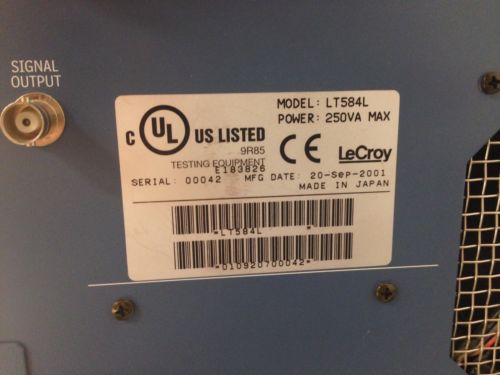 SIGNAL
OUTPUT
MODEL: LT584L
POWER: 250VA MAX
C UL US LISTED
9R85
TESTING EQUIPMENT
E183826
CE LeCroy
SERIAL: 00042 MFG DATE: 20-Sep-2001
MADE IN JAPAN
*LT584L*
*010920700042*